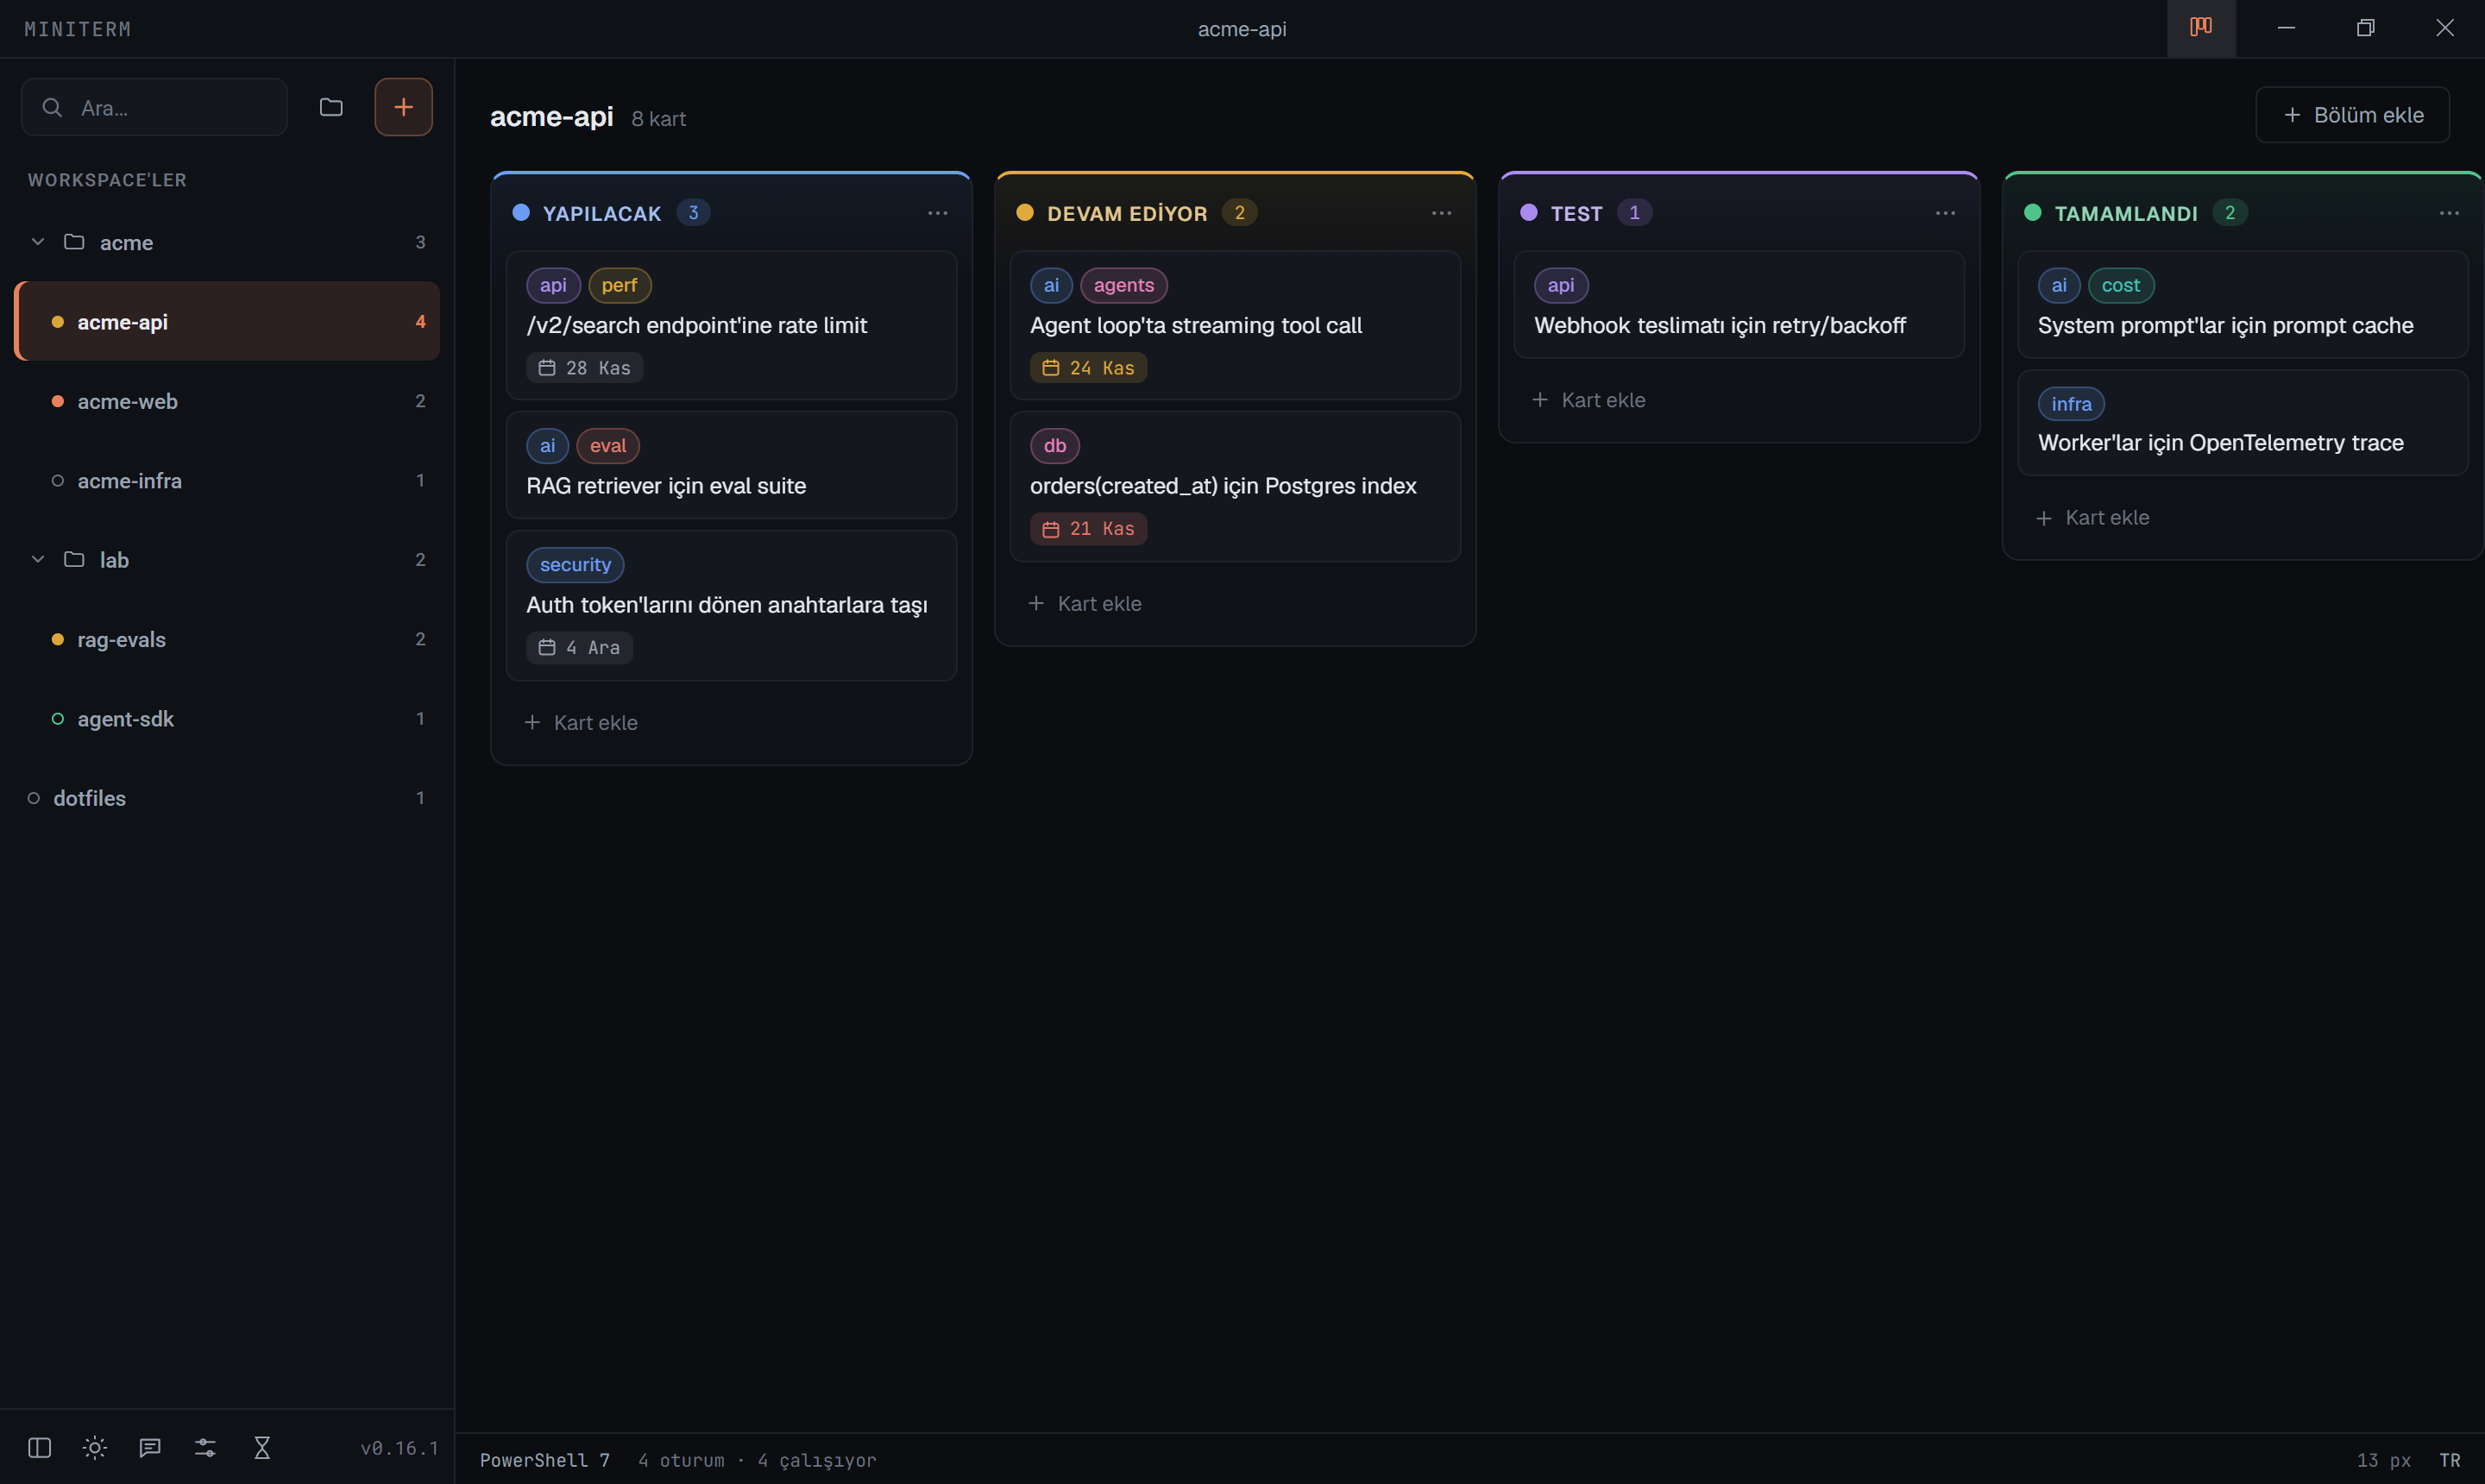 MINITERM
acme-api
Ara...
WORKSPACE'LER
acme 3
acme-api 4
acme-web 2
acme-infra 1
lab 2
rag-evals 2
agent-sdk 1
dotfiles 1
v0.16.1
acme-api 8 kart
+ Bölüm ekle
YAPILACAK 3
api perf
/v2/search endpoint'ine rate limit
28 Kas
ai eval
RAG retriever için eval suite
security
Auth token'larını dönen anahtarlara taşı
4 Ara
+ Kart ekle
DEVAM EDİYOR 2
ai agents
Agent loop'ta streaming tool call
24 Kas
db
orders(created_at) için Postgres index
21 Kas
+ Kart ekle
TEST 1
api
Webhook teslimatı için retry/backoff
+ Kart ekle
TAMAMLANDI 2
ai cost
System prompt'lar için prompt cache
infra
Worker'lar için OpenTelemetry trace
+ Kart ekle
PowerShell 7 4 oturum · 4 çalışıyor
13 px TR